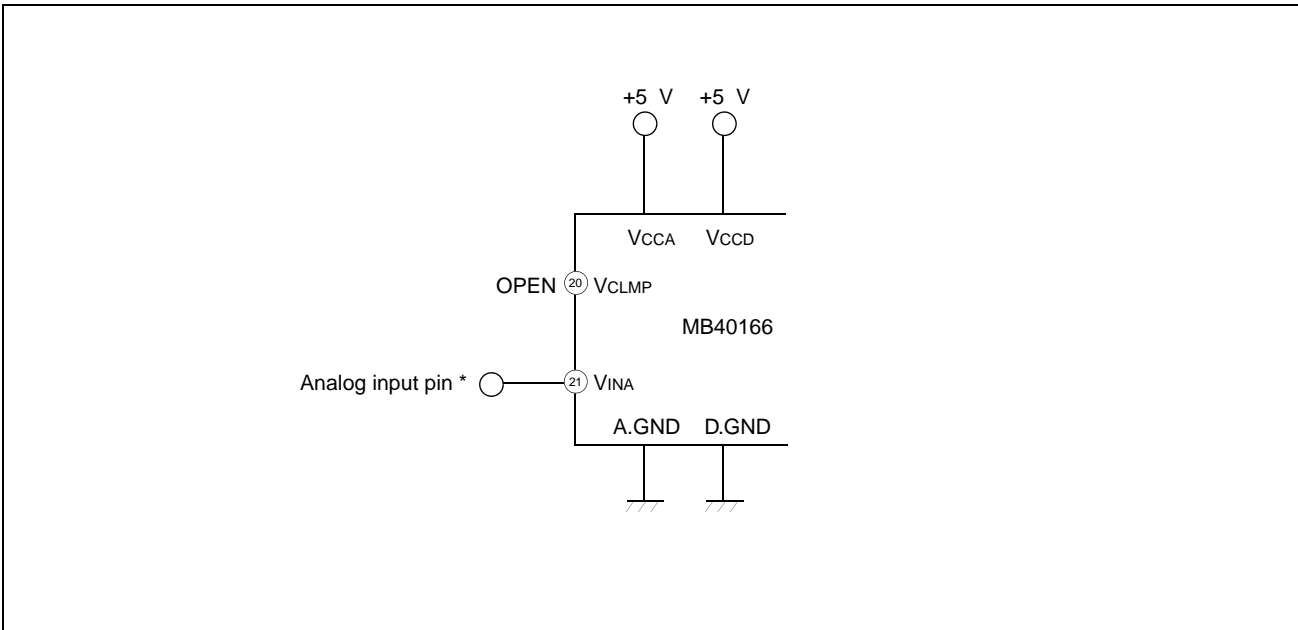 +5 V +5 V
VCCA VCCD
OPEN 20 VCLMP
MB40166
Analog input pin * 21 VINA
A.GND D.GND